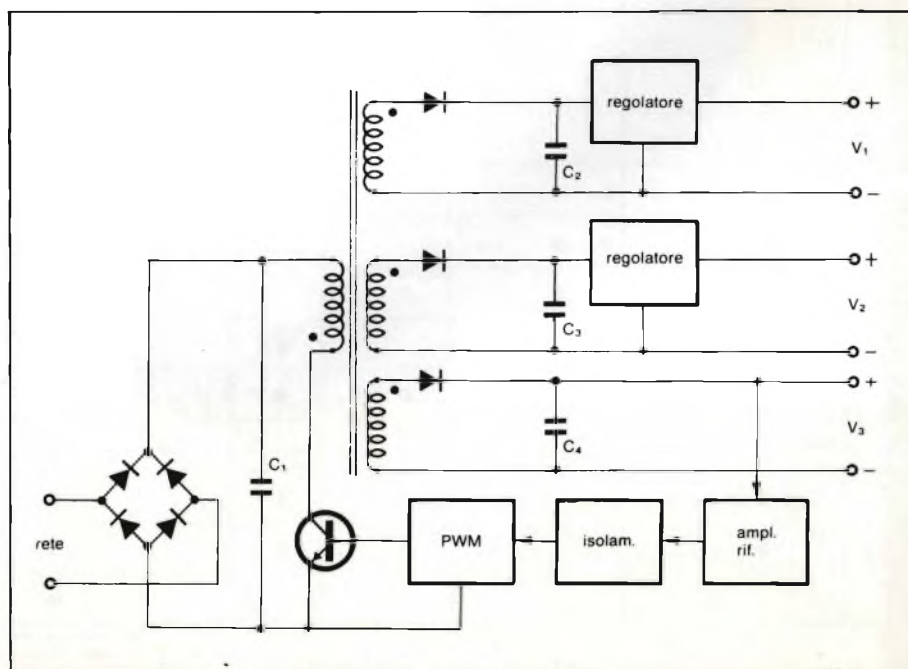 regolatore
+
V₁
C₂
−
regolatore
+
V₂
C₃
−
+
V₃
C₄
−
C₁
rete
PWM
isolam.
ampl.
rif.